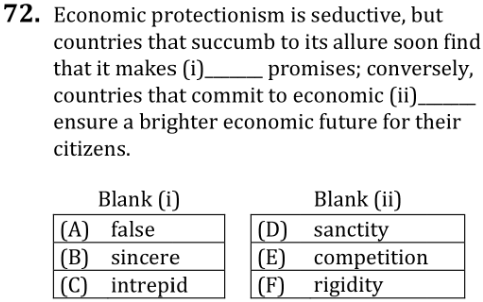 72. Economic protectionism is seductive, but
countries that succumb to its allure soon find
that it makes (i)______ promises; conversely,
countries that commit to economic (ii)______
ensure a brighter economic future for their
citizens.
Blank (i) Blank (ii)
(A) false (D) sanctity
(B) sincere (E) competition
(C) intrepid (F) rigidity